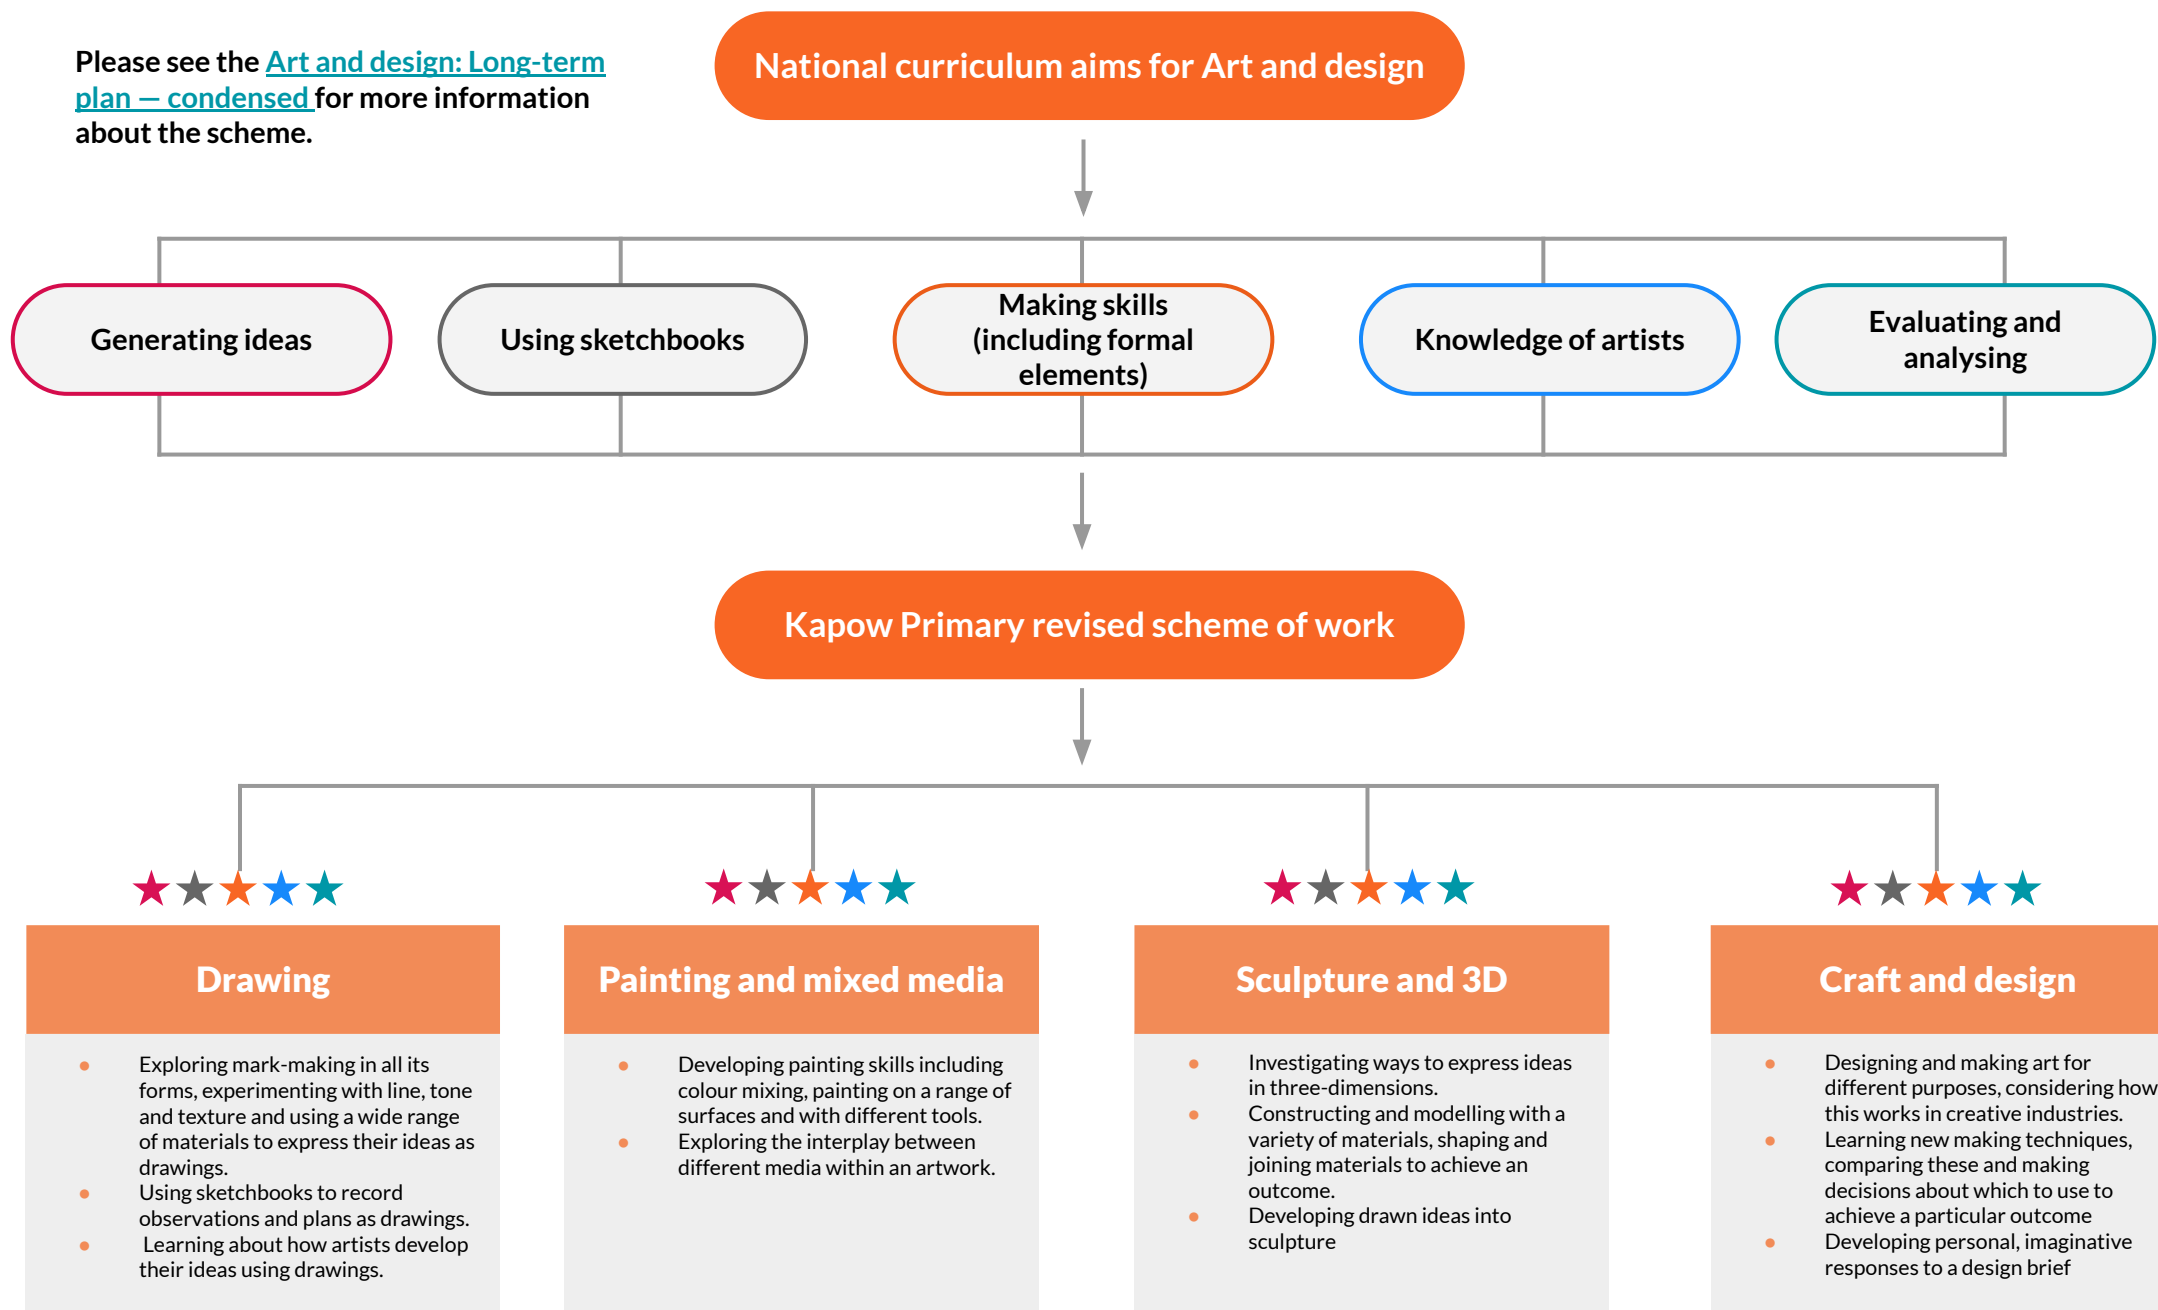 Please see the Art and design: Long-term
plan — condensed for more information
about the scheme.
National curriculum aims for Art and design
Generating ideas
Using sketchbooks
Making skills
(including formal
elements)
Knowledge of artists
Evaluating and
analysing
Kapow Primary revised scheme of work
Drawing
● Exploring mark-making in all its
forms, experimenting with line, tone
and texture and using a wide range
of materials to express their ideas as
drawings.
● Using sketchbooks to record
observations and plans as drawings.
● Learning about how artists develop
their ideas using drawings.
Painting and mixed media
● Developing painting skills including
colour mixing, painting on a range of
surfaces and with different tools.
● Exploring the interplay between
different media within an artwork.
Sculpture and 3D
● Investigating ways to express ideas
in three-dimensions.
● Constructing and modelling with a
variety of materials, shaping and
joining materials to achieve an
outcome.
● Developing drawn ideas into
sculpture
Craft and design
● Designing and making art for
different purposes, considering how
this works in creative industries.
● Learning new making techniques,
comparing these and making
decisions about which to use to
achieve a particular outcome
● Developing personal, imaginative
responses to a design brief